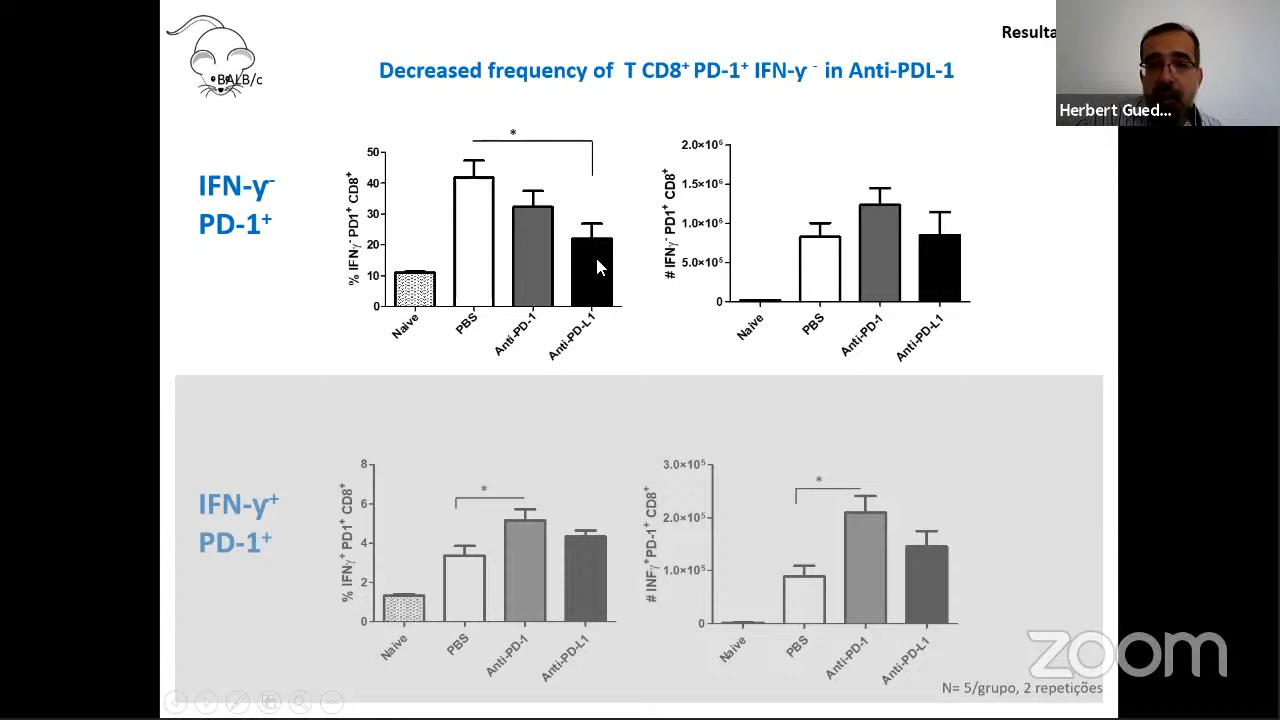 BALB/c
Resulta
Decreased frequency of T CD8⁺ PD-1⁺ IFN-y ⁻ in Anti-PDL-1
Herbert Gued...
IFN-y⁻
PD-1⁺
*
% IFNγ⁻ PD1⁺ CD8⁺
50
40
30
20
10
0
Naive
PBS
Anti-PD-1
Anti-PD-L1
# IFNγ⁻ PD1⁺ CD8⁺
2.0×10⁶
1.5×10⁶
1.0×10⁶
5.0×10⁵
0
Naive
PBS
Anti-PD-1
Anti-PD-L1
IFN-y⁺
PD-1⁺
*
% IFNγ⁺ PD1⁺ CD8⁺
8
6
4
2
0
Naive
PBS
Anti-PD-1
Anti-PD-L1
*
# INFγ⁺PD-1⁺ CD8⁺
3.0×10⁵
2.0×10⁵
1.0×10⁵
0
Naive
PBS
Anti-PD-1
Anti-PD-L1
zoom
N= 5/grupo, 2 repetições